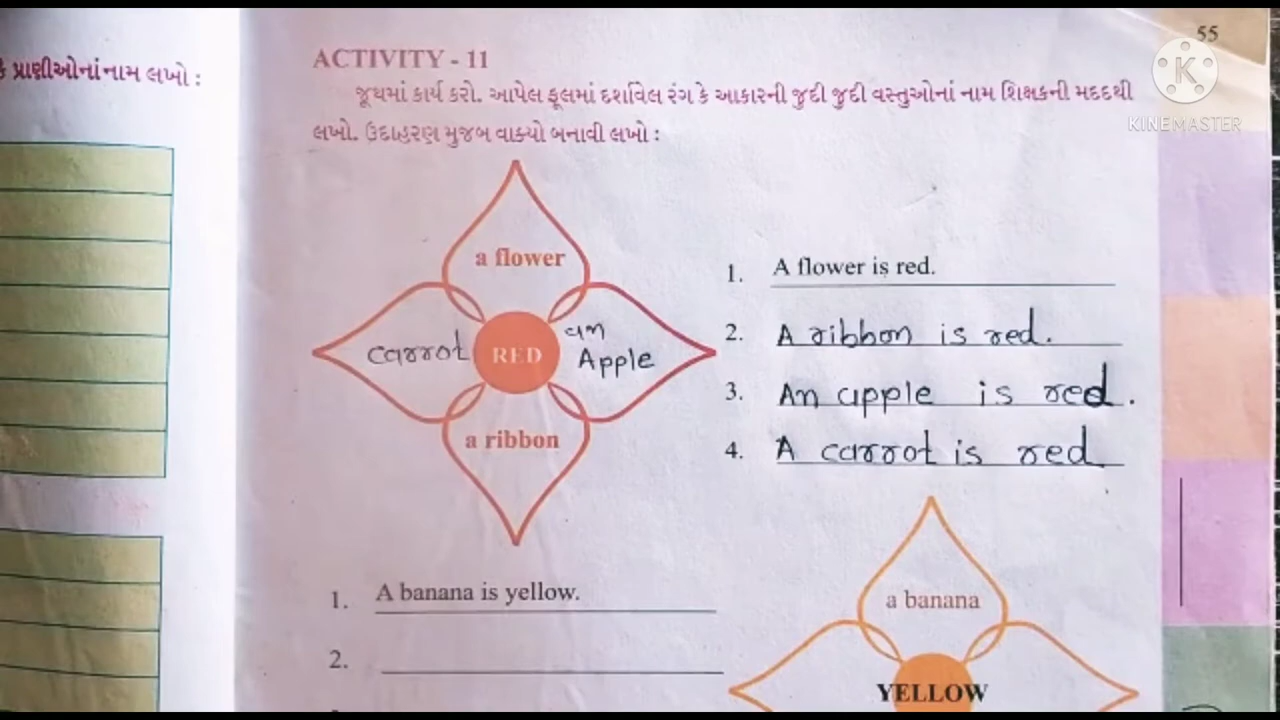 55
KINEMASTER
પ્રાણીઓનાં નામ લખો :
ACTIVITY - 11
જૂથમાં કાર્ય કરો. આપેલ ફૂલમાં દર્શાવેલ રંગ કે આકારની જુદી જુદી વસ્તુઓનાં નામ શિક્ષકની મદદથી
લખો. ઉદાહરણ મુજબ વાક્યો બનાવી લખો :
a flower
carrot
RED
Apple
a ribbon
1. A flower is red.
2. A ribbon is red.
3. An apple is red.
4. A carrot is red
1. A banana is yellow.
2.
a banana
YELLOW